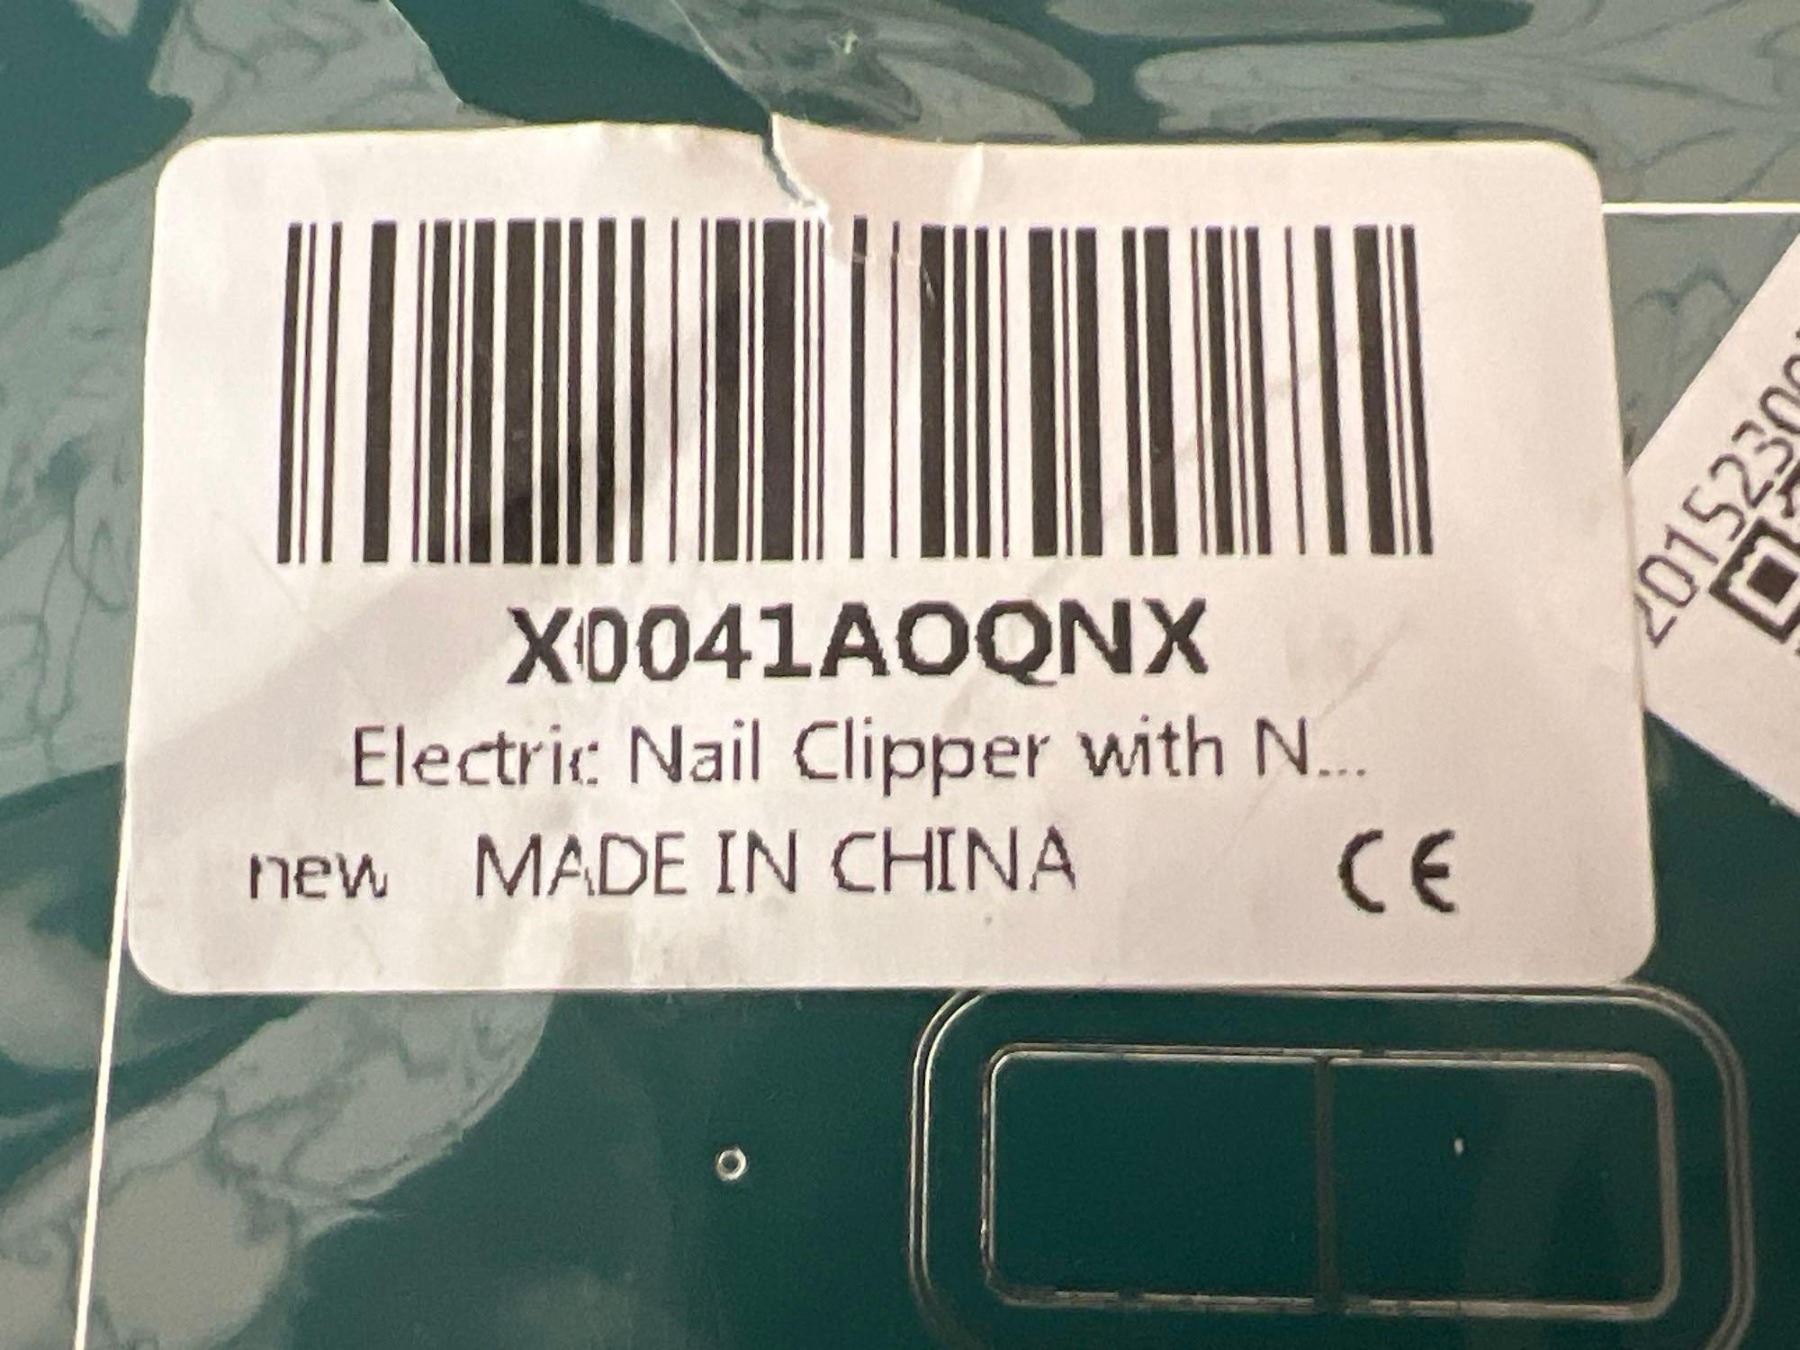 X0041AOQNX
Electric Nail Clipper with N...
new MADE IN CHINA CE